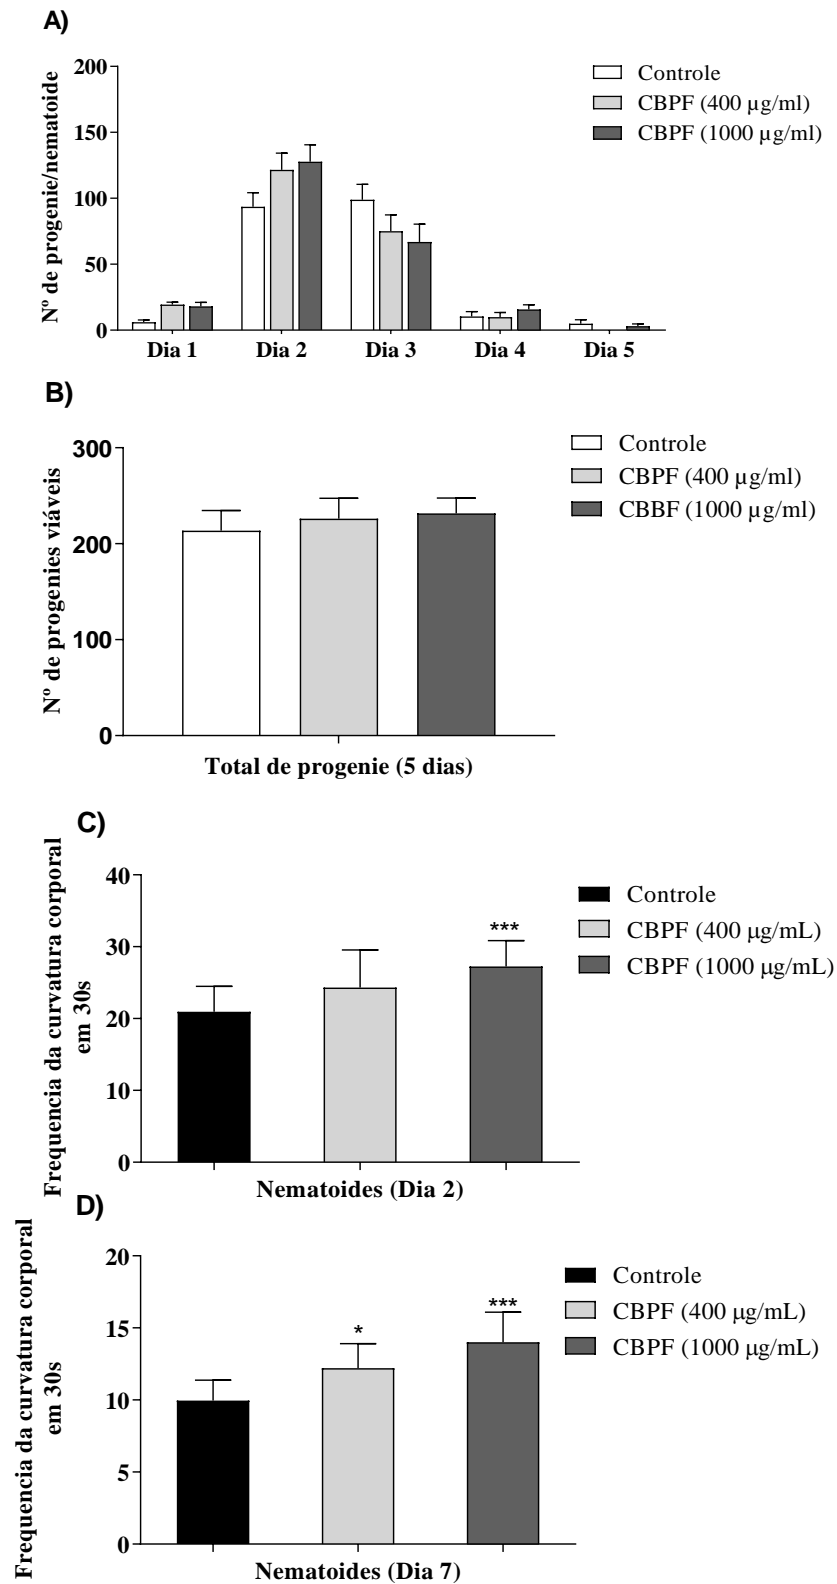 A)
Nº de progenie/nematoide
200
150
100
50
0
Dia 1
Dia 2
Dia 3
Dia 4
Dia 5
Controle
CBPF (400 µg/ml)
CBPF (1000 µg/ml)
B)
Nº de progenies viáveis
300
200
100
0
Total de progenie (5 dias)
Controle
CBPF (400 µg/ml)
CBBF (1000 µg/ml)
C)
Frequencia da curvatura corporal
em 30s
40
30
20
10
0
***
Nematoides (Dia 2)
Controle
CBPF (400 µg/mL)
CBPF (1000 µg/mL)
D)
Frequencia da curvatura corporal
em 30s
20
15
10
5
0
*
***
Nematoides (Dia 7)
Controle
CBPF (400 µg/mL)
CBPF (1000 µg/mL)